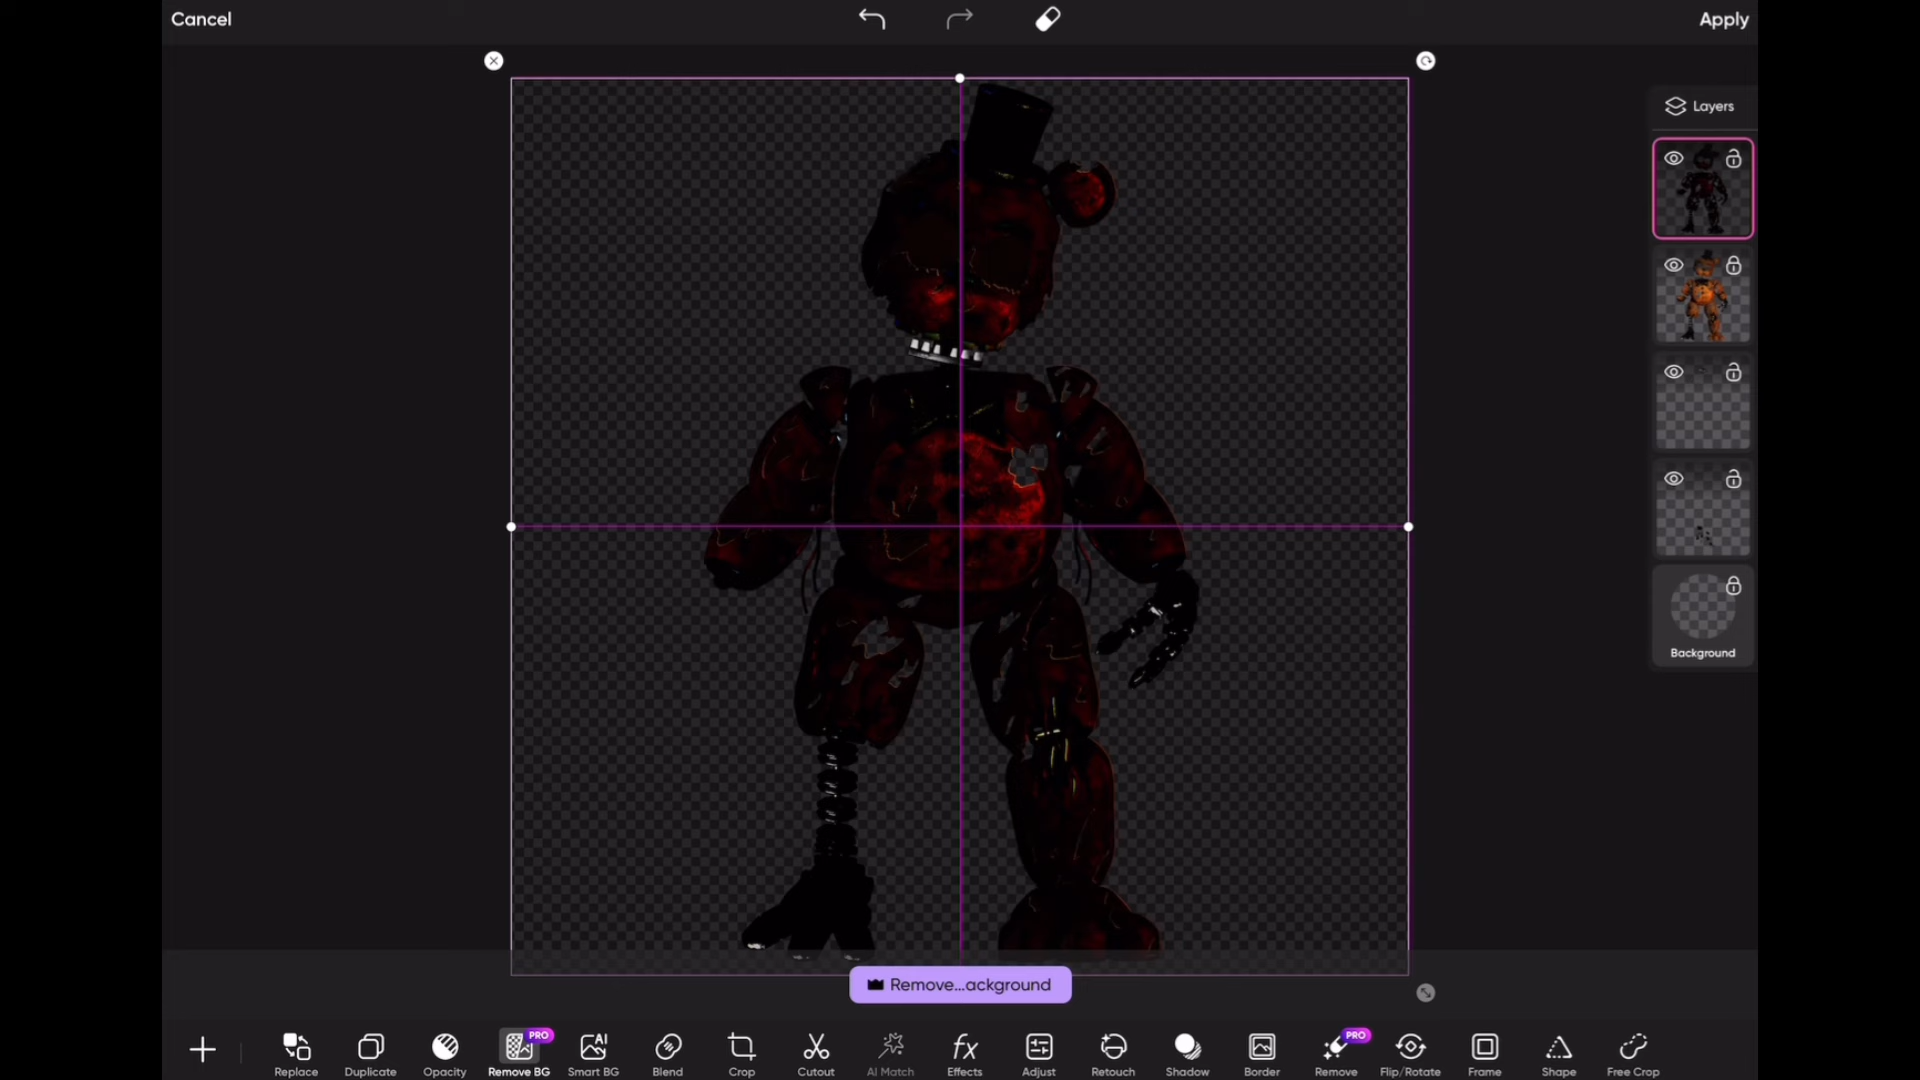 Cancel
Apply
Layers
Background
Remove...ackground
PRO
PRO
Replace
Duplicate
Opacity
Remove BG
Smart BG
Blend
Crop
Cutout
AI Match
Effects
Adjust
Retouch
Shadow
Border
Remove
Flip/Rotate
Frame
Shape
Free Crop